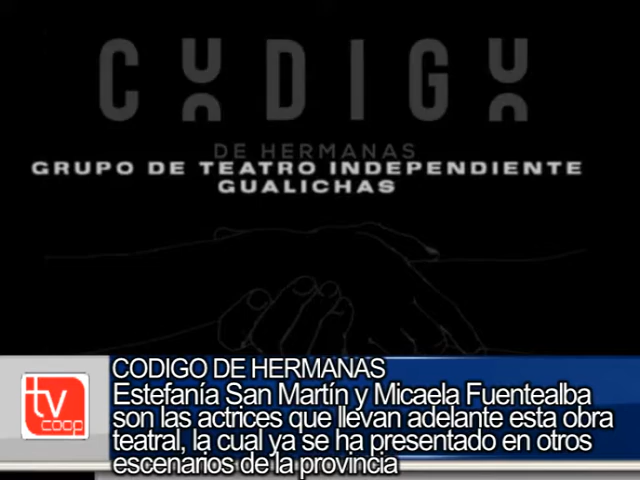 CODIGO
DE HERMANAS
GRUPO DE TEATRO INDEPENDIENTE
GUALICHAS
CODIGO DE HERMANAS
Estefanía San Martín y Micaela Fuentealba
son las actrices que llevan adelante esta obra
teatral, la cual ya se ha presentado en otros
escenarios de la provincia
tv
coop